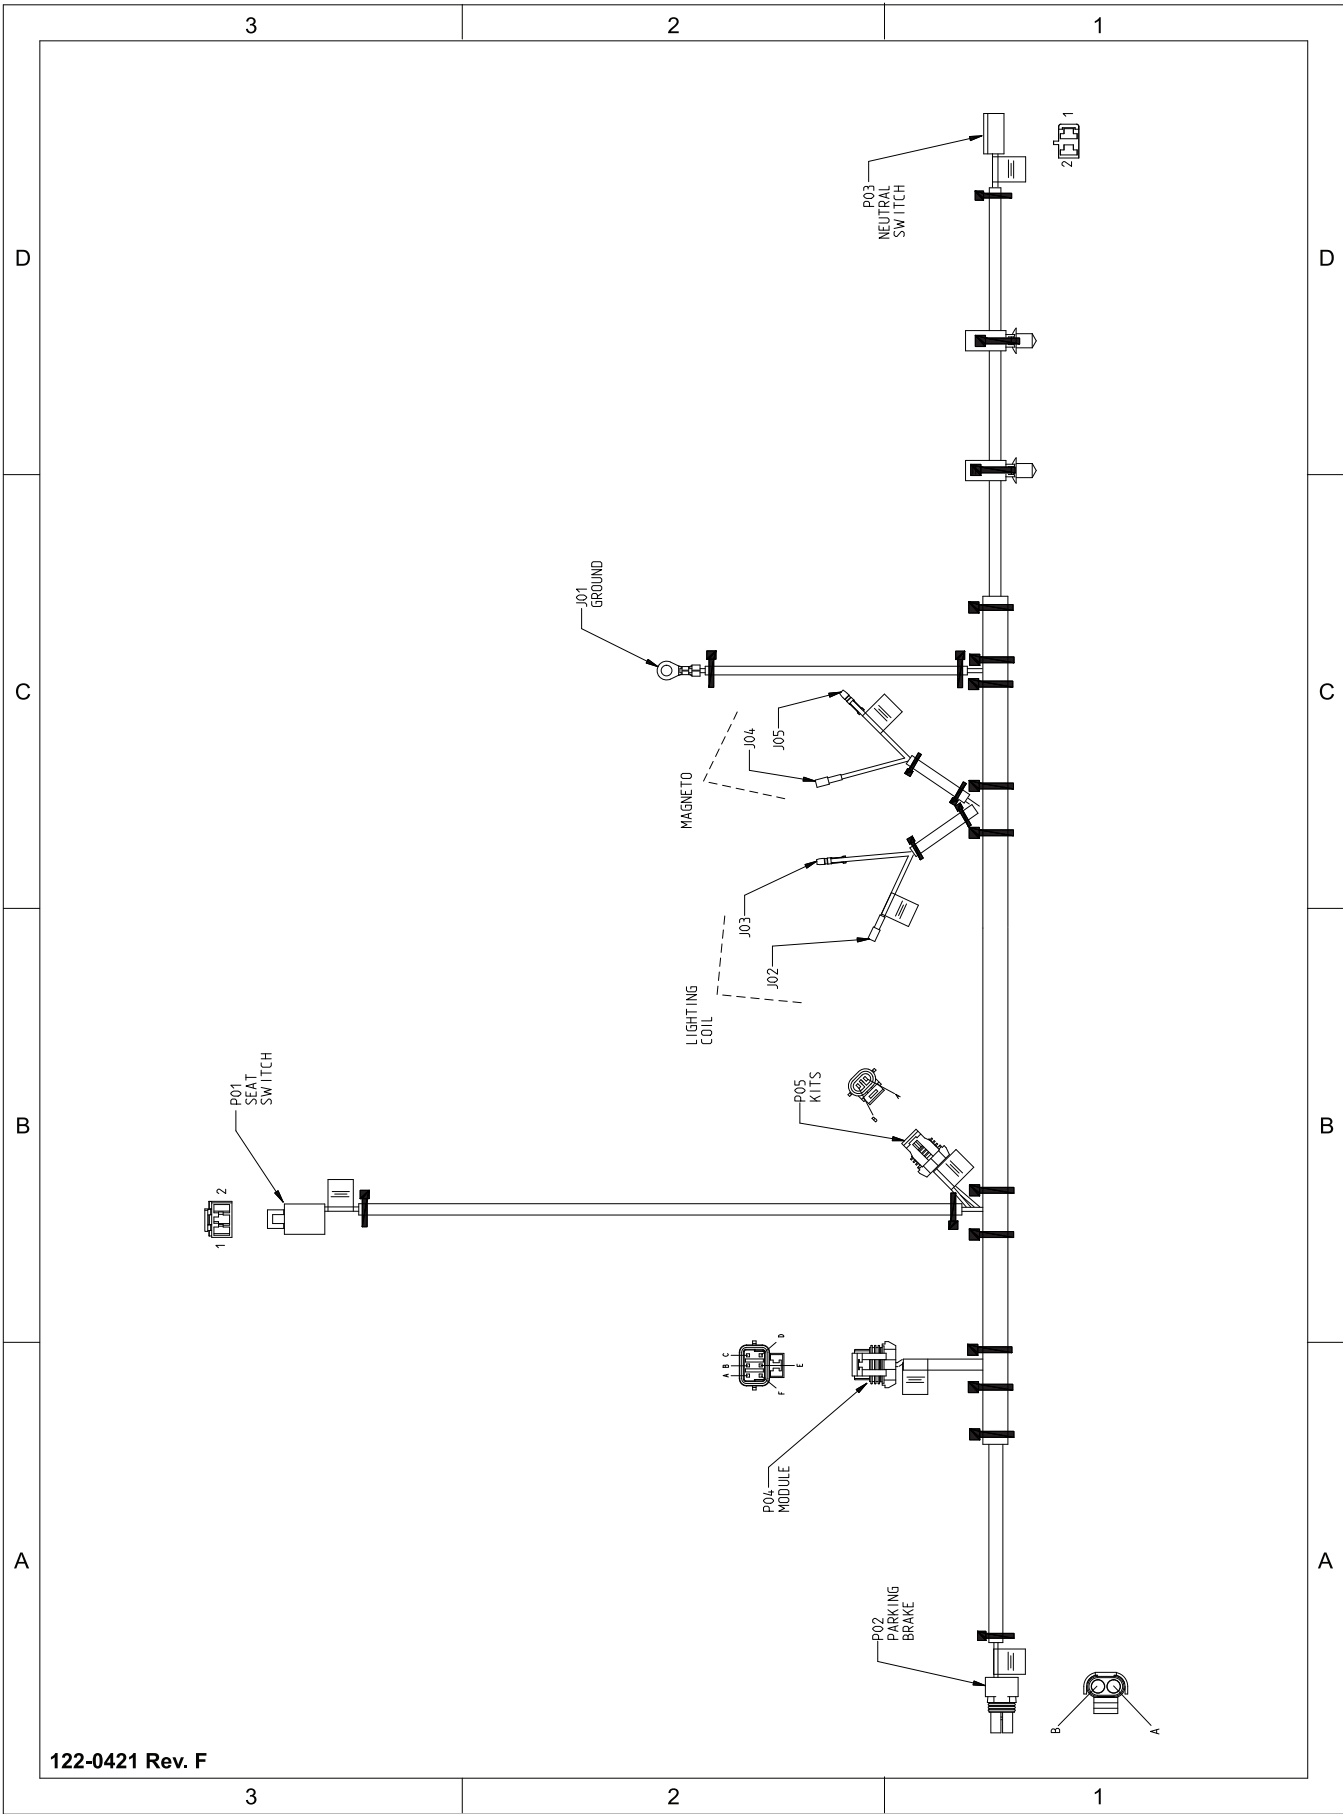 3
2
1
P03
NEUTRAL
SWITCH
2
1
D
D
J01
GROUND
C
C
J04
J05
MAGNETO
J03
J02
LIGHTING
COIL
P01
SEAT
SWITCH
1
2
P05
KITS
B
A
B
B
A
B
C
D
E
F
P04
MODULE
A
A
P02
PARKING
BRAKE
B
A
122-0421 Rev. F
3
2
1